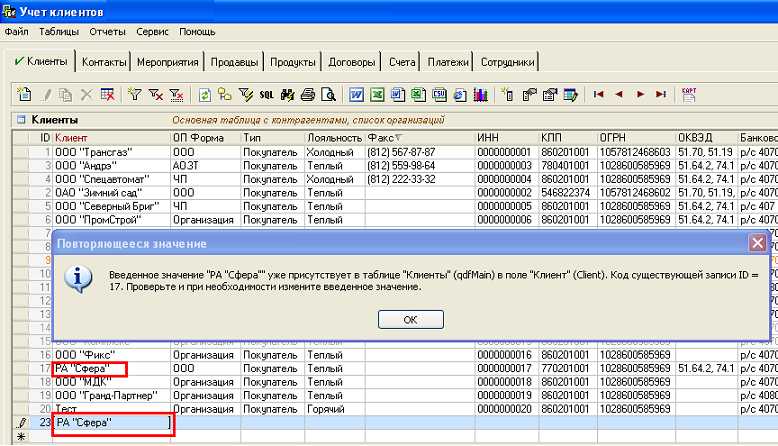 Учет клиентов
Файл Таблицы Отчеты Сервис Помощь
Клиенты Контакты Мероприятия Продавцы Продукты Договоры Счета Платежи Сотрудники
SQL КАРТ
Клиенты Основная таблица с контрагентами, список организаций
ID Клиент ОП Форма Тип Лояльность Факс ИНН КПП ОГРН ОКВЭД Банковс
1 ООО "Трансгаз" ООО Покупатель Холодный (812) 567-87-87 0000000001 860201001 1057812468603 51.70, 51.19 р/с 4070
3 ООО "Андрэ" АОЗТ Покупатель Теплый (812) 559-98-64 0000000003 780401001 1028600585969 51.64.2, 74.1 р/с 4070
4 ООО "Спецавтомат" ЧП Покупатель Холодный (812) 222-33-32 0000000004 860201001 1028600585969 51.64.2, 74.1 р/с 4070
2 ОАО "Зимний сад" ООО Покупатель Теплый 0000000002 546822374 1057812468602 51.70, 51.19, р/с 4070
5 ООО "Северный Бриг" ЧП Покупатель Теплый 0000000005 860201001 1028600585969 51.64.2, 74.1 р/с 407
6 ООО "ПромСтрой" Организация Покупатель Теплый 0000000006 860201001 1028600585969 51.64.2, 74.1 р/с 4070
7
Повторяющееся значение
8
9
10
Введенное значение "РА "Сфера"" уже присутствует в таблице "Клиенты" (qdfMain) в поле "Клиент" (Client). Код существующей записи ID =
17. Проверьте и при необходимости измените введенное значение.
OK
16 ООО "Фикс" Организация Покупатель Теплый 0000000016 860201001 1028600585969 р/с 4070
17 РА "Сфера" ООО Покупатель Теплый 0000000017 770201001 1028600585969 51.64.2, 74.1 р/с 4070
18 ООО "МДК" Организация Покупатель Теплый 0000000018 860201001 1028600585969 р/с 4070
19 ООО "Гранд-Партнер" Организация Покупатель Теплый 0000000019 860201001 1028600585969 р/с 4080
20 Тест Организация Покупатель Горячий 0000000020 860201001 1028600585969 р/с 4070
23 РА "Сфера"